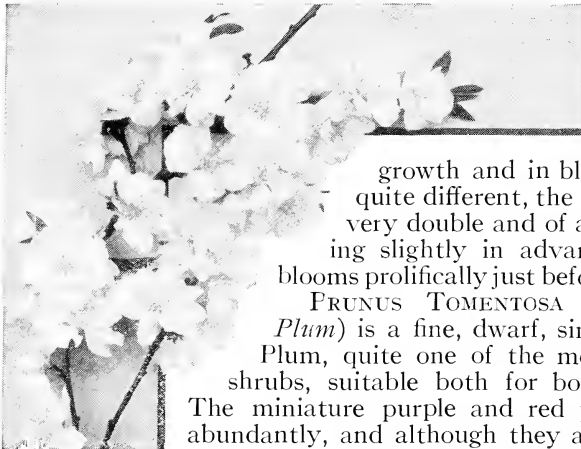 growth and in bl
quite different, the
very double and of a
ing slightly in advan
blooms prolifically just befo
PRUNUS TOMENTOSA
Plum) is a fine, dwarf, sin
Plum, quite one of the mo
shrubs, suitable both for bo
The miniature purple and red
abundantly, and although they a